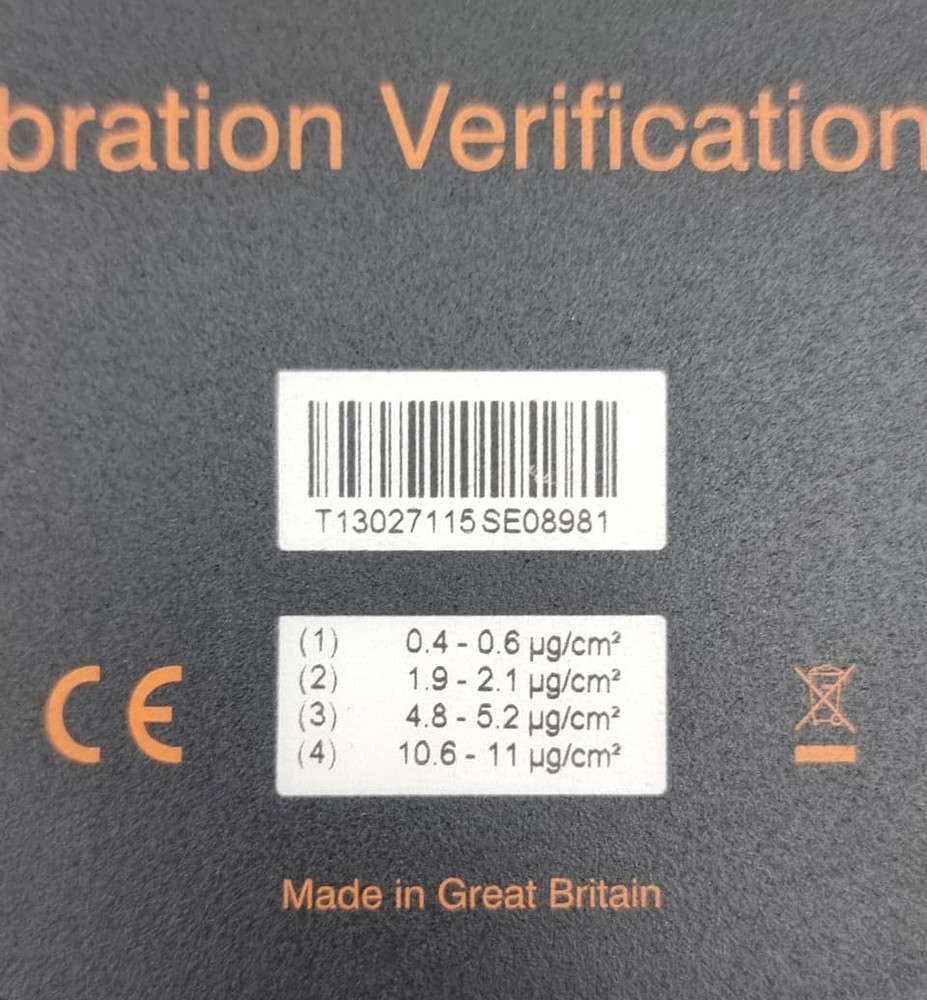 bration Verification
T13027115SE08981
(1) 0.4 - 0.6 µg/cm²
(2) 1.9 - 2.1 µg/cm²
(3) 4.8 - 5.2 µg/cm²
(4) 10.6 - 11 µg/cm²
CE
Made in Great Britain